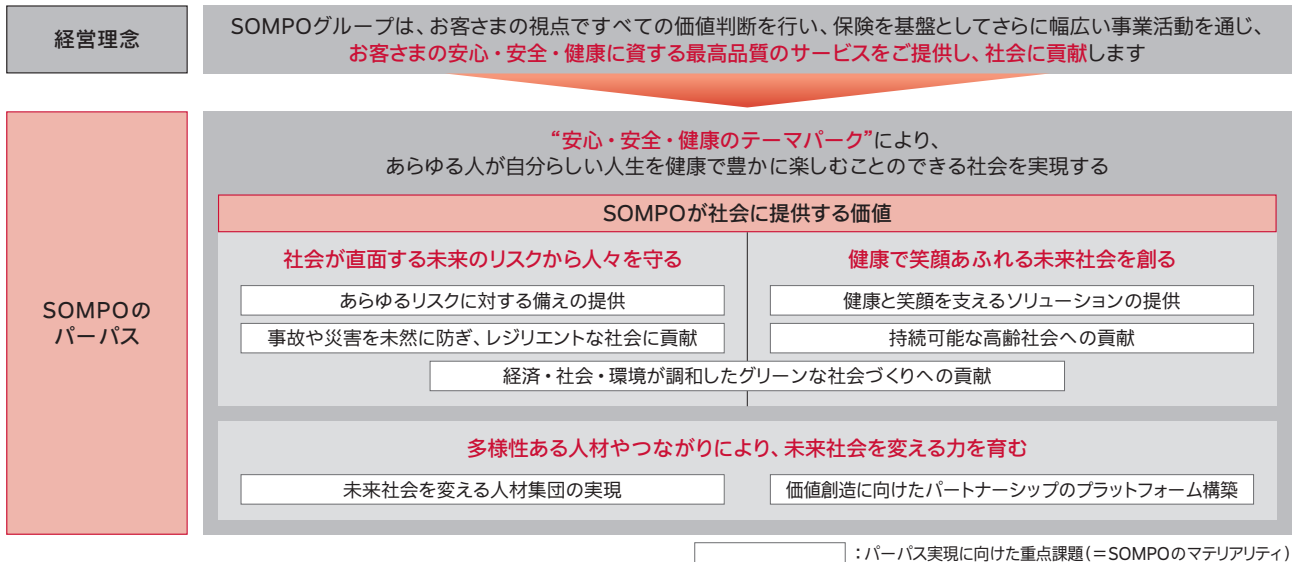 経営理念
SOMPOグループは、お客さまの視点ですべての価値判断を行い、保険を基盤としてさらに幅広い事業活動を通じ、
お客さまの安心・安全・健康に資する最高品質のサービスをご提供し、社会に貢献します
SOMPOの
パーパス
“安心・安全・健康のテーマパーク”により、
あらゆる人が自分らしい人生を健康で豊かに楽しむことのできる社会を実現する
SOMPOが社会に提供する価値
社会が直面する未来のリスクから人々を守る
あらゆるリスクに対する備えの提供
事故や災害を未然に防ぎ、レジリエントな社会に貢献
健康で笑顔あふれる未来社会を創る
健康と笑顔を支えるソリューションの提供
持続可能な高齢社会への貢献
経済・社会・環境が調和したグリーンな社会づくりへの貢献
多様性ある人材やつながりにより、未来社会を変える力を育む
未来社会を変える人材集団の実現
価値創造に向けたパートナーシップのプラットフォーム構築
：パーパス実現に向けた重点課題(=SOMPOのマテリアリティ)